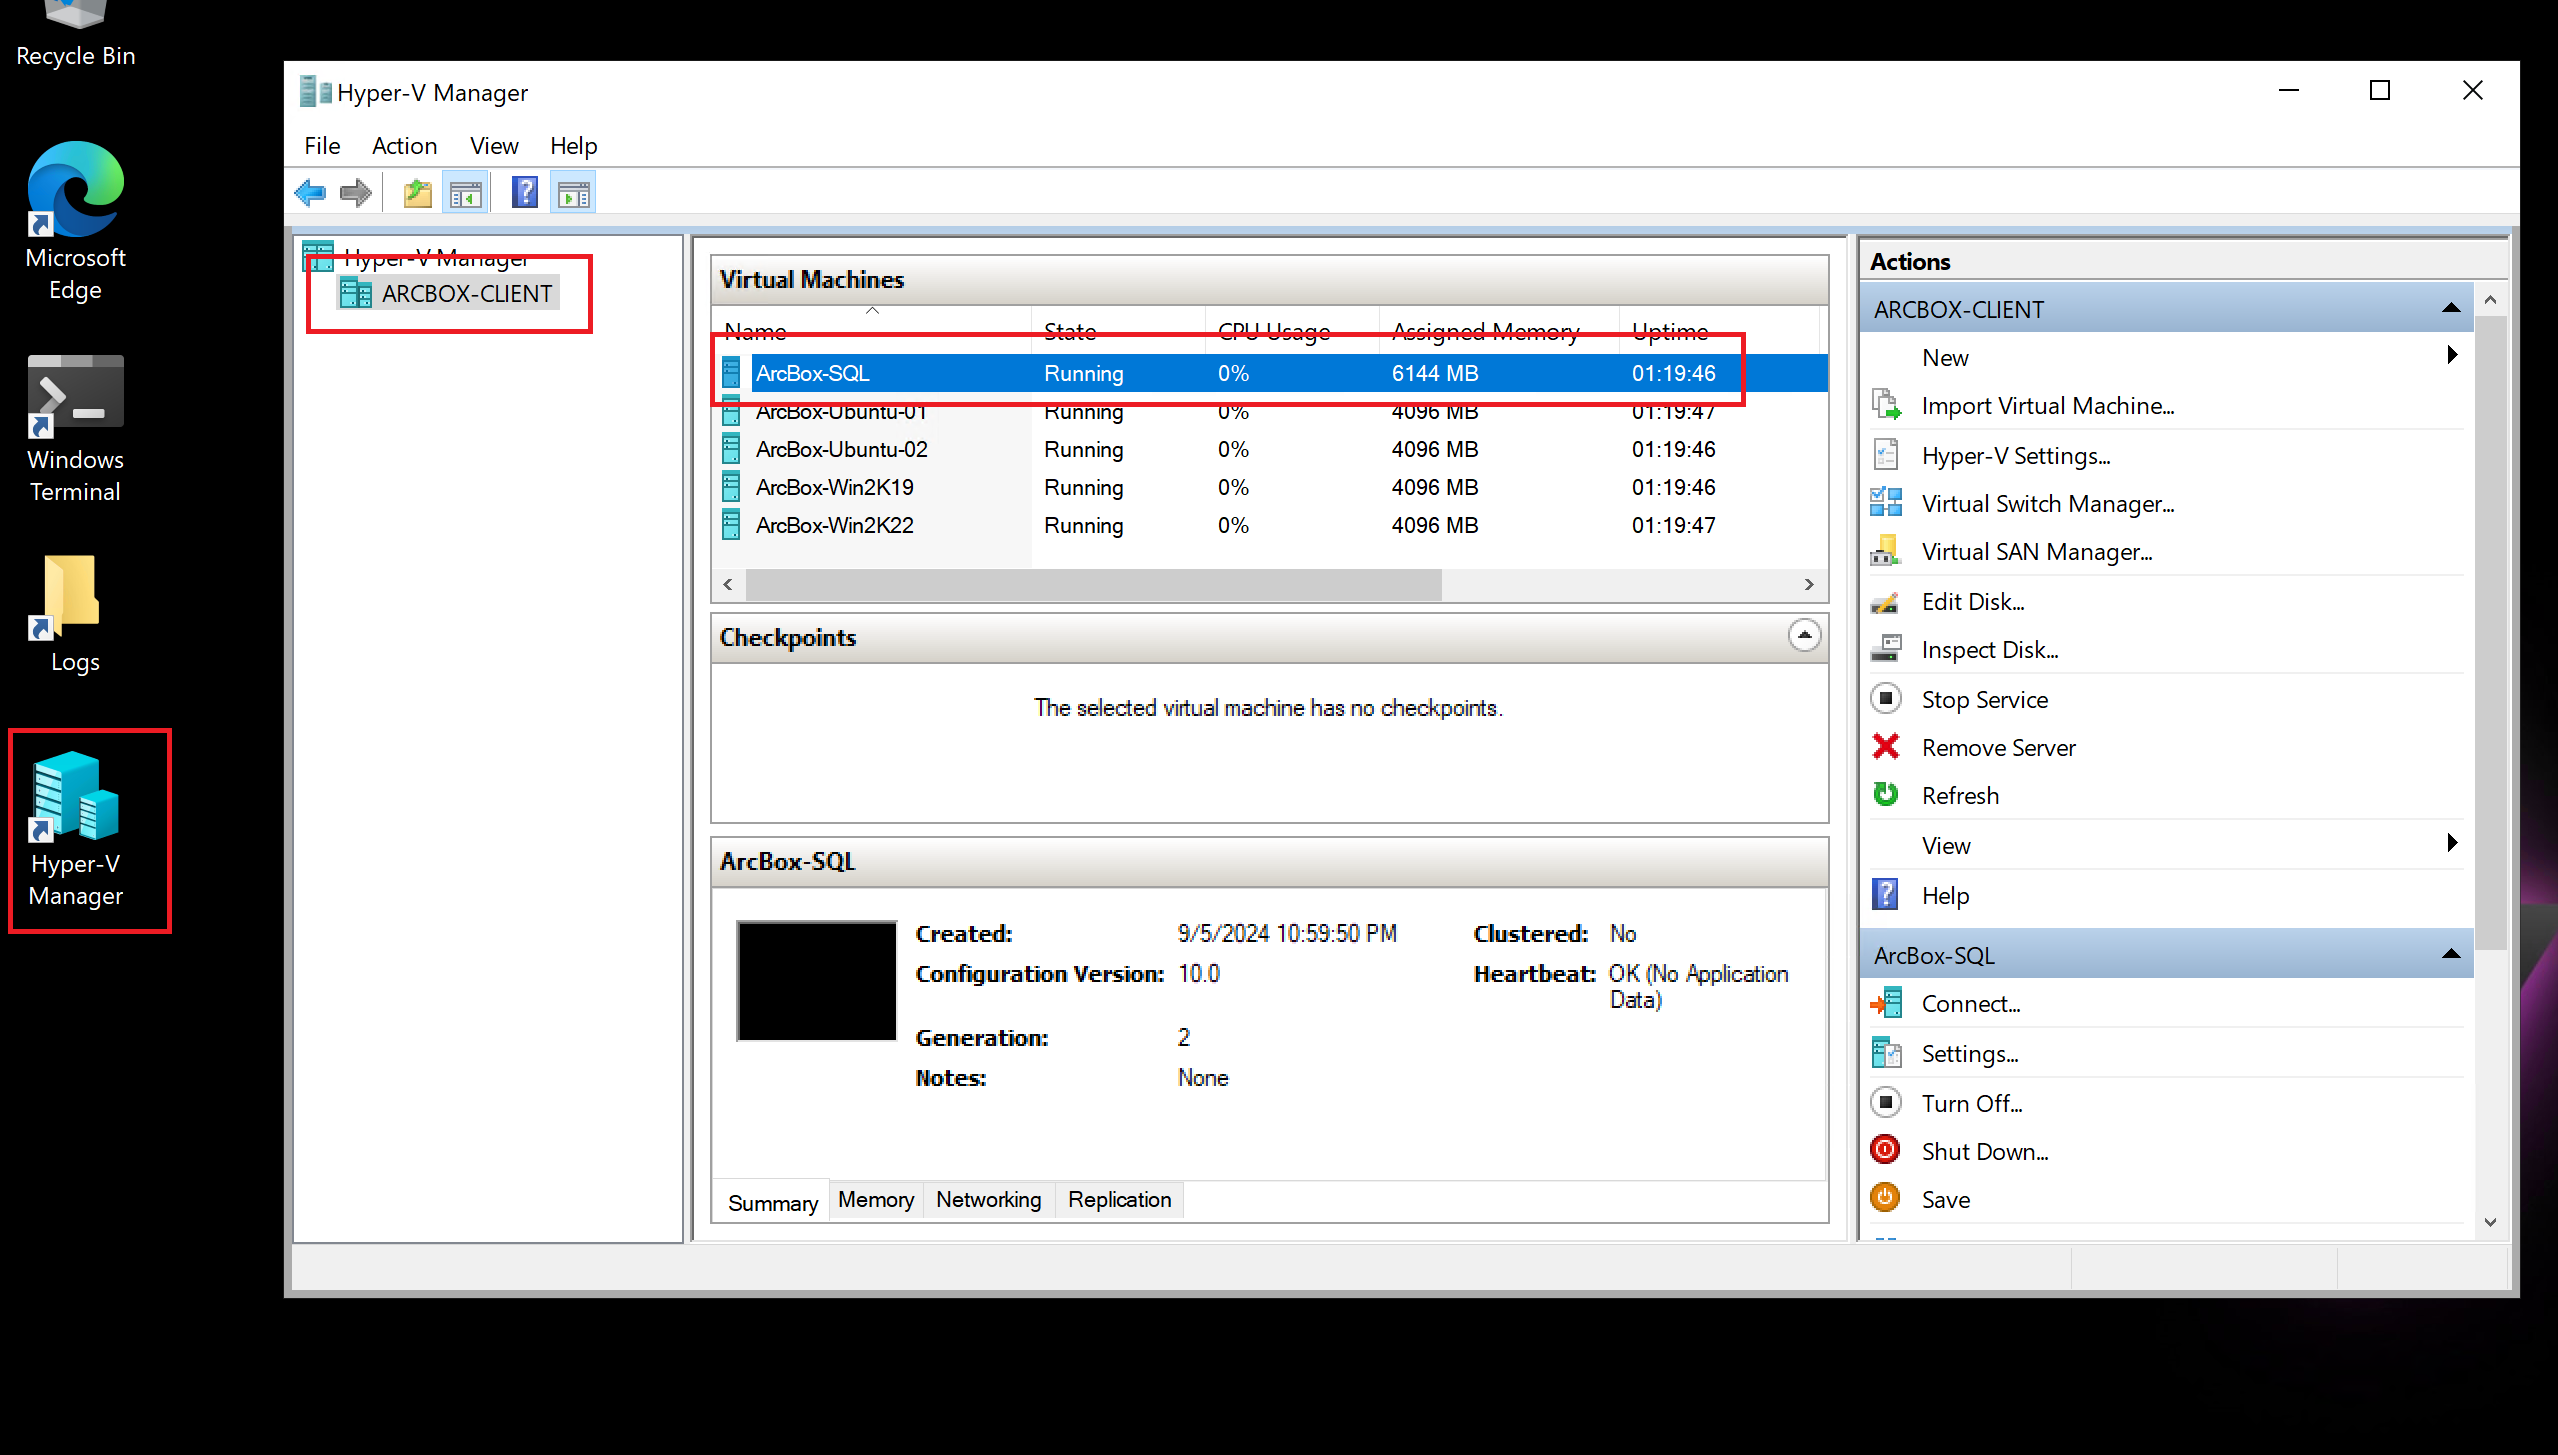 Recycle Bin
Microsoft
Edge
Windows
Terminal
Logs
Hyper-V
Manager
Hyper-V Manager
File Action View Help
Hyper-V Manager
ARCBOX-CLIENT
Virtual Machines
Name State CPU Usage Assigned Memory Uptime
ArcBox-SQL Running 0% 6144 MB 01:19:46
ArcBox-Ubuntu-01 Running 0% 4096 MB 01:19:47
ArcBox-Ubuntu-02 Running 0% 4096 MB 01:19:46
ArcBox-Win2K19 Running 0% 4096 MB 01:19:46
ArcBox-Win2K22 Running 0% 4096 MB 01:19:47
Checkpoints
The selected virtual machine has no checkpoints.
ArcBox-SQL
Created: 9/5/2024 10:59:50 PM Clustered: No
Configuration Version: 10.0 Heartbeat: OK (No Application
Data)
Generation: 2
Notes: None
Summary Memory Networking Replication
Actions
ARCBOX-CLIENT
New
Import Virtual Machine...
Hyper-V Settings...
Virtual Switch Manager...
Virtual SAN Manager...
Edit Disk...
Inspect Disk...
Stop Service
Remove Server
Refresh
View
Help
ArcBox-SQL
Connect...
Settings...
Turn Off...
Shut Down...
Save